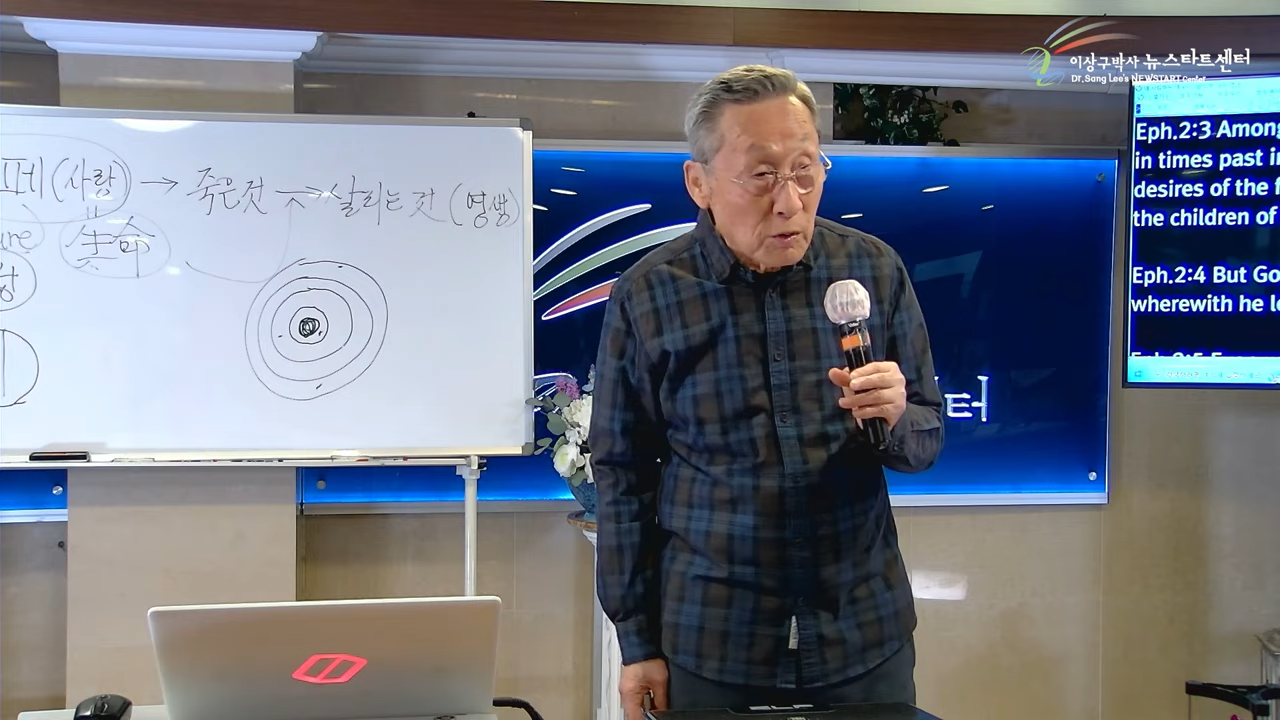 이상구박사 뉴스타트센터
Dr. Sang Lee's NEWSTART Center
(사랑) → 죽은것 → 살리는 것 (영생)
ure 生命
Eph.2:3 Among
in times past in
desires of the f
the children of
Eph.2:4 But Go
wherewith he l
터